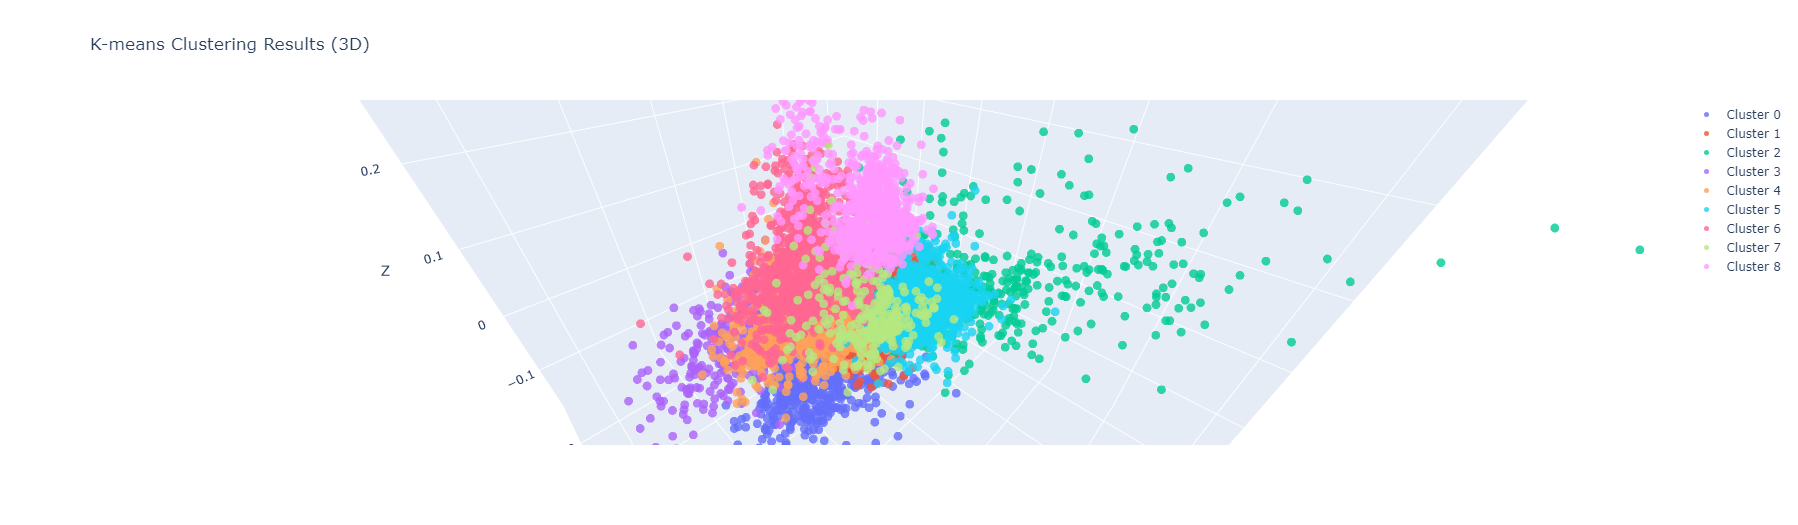 K-means Clustering Results (3D)
Cluster 0
Cluster 1
Cluster 2
Cluster 3
Cluster 4
Cluster 5
Cluster 6
Cluster 7
Cluster 8
0.2
0.1
Z
0
−0.1